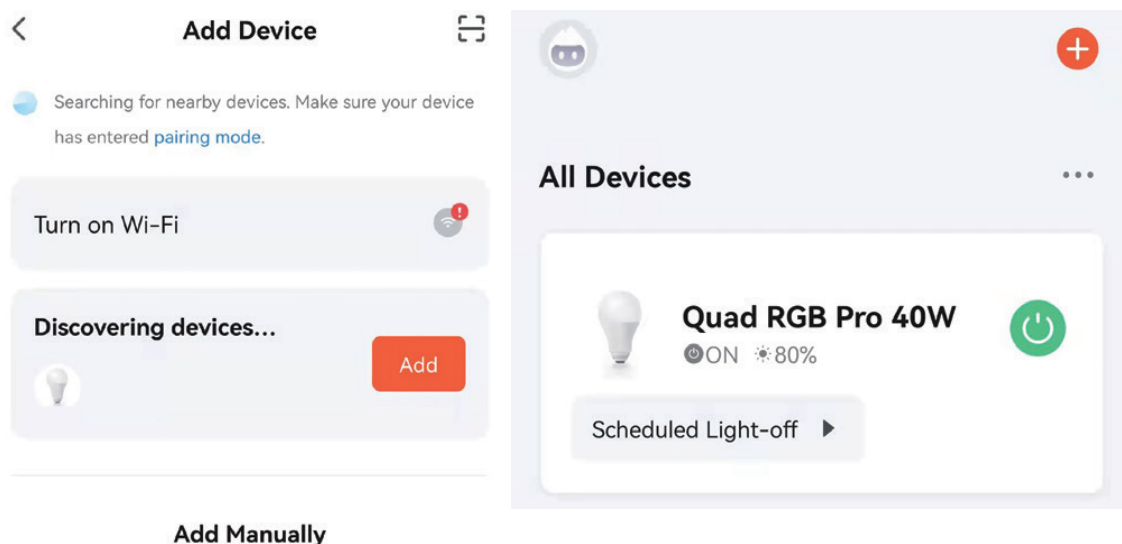 Add Device
Searching for nearby devices. Make sure your device
has entered pairing mode.
Turn on Wi-Fi
Discovering devices...
Add
Add Manually
All Devices
Quad RGB Pro 40W
ON 80%
Scheduled Light-off